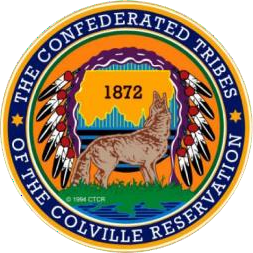 THE CONFEDERATED TRIBES
1872
© 1994 CTCR
OF THE COLVILLE RESERVATION